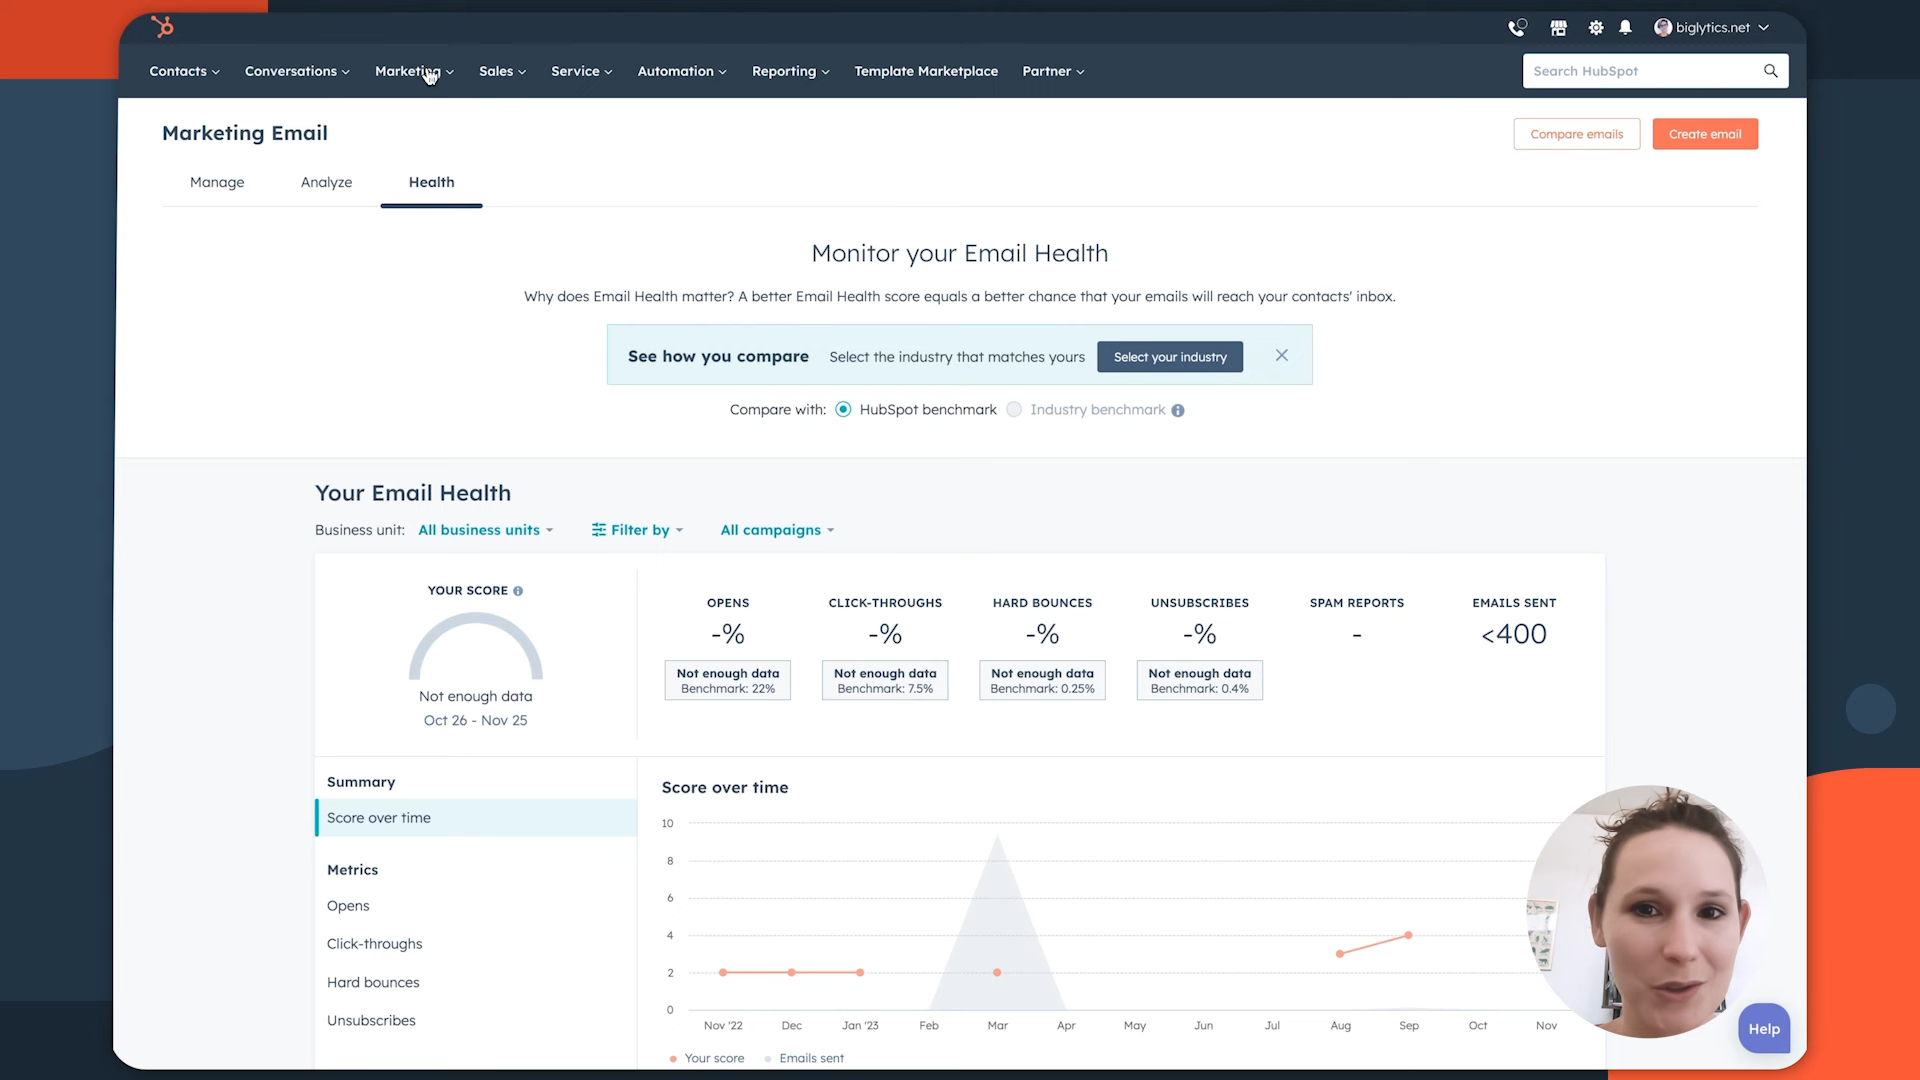 biglytics.net
Contacts Conversations Marketing Sales Service Automation Reporting Template Marketplace Partner
Search HubSpot
Marketing Email
Compare emails
Create email
Manage Analyze Health
Monitor your Email Health
Why does Email Health matter? A better Email Health score equals a better chance that your emails will reach your contacts' inbox.
See how you compare Select the industry that matches yours Select your industry
Compare with: HubSpot benchmark Industry benchmark
Your Email Health
Business unit: All business units Filter by All campaigns
YOUR SCORE
Not enough data
Oct 26 - Nov 25
OPENS CLICK-THROUGHS HARD BOUNCES UNSUBSCRIBES SPAM REPORTS EMAILS SENT
-% -% -% -% - <400
Not enough data Not enough data Not enough data Not enough data
Benchmark: 22% Benchmark: 7.5% Benchmark: 0.25% Benchmark: 0.4%
Summary
Score over time
Metrics
Opens
Click-throughs
Hard bounces
Unsubscribes
Score over time
10
8
6
4
2
0
Nov '22 Dec Jan '23 Feb Mar Apr May Jun Jul Aug Sep Oct Nov
Your score Emails sent
Help